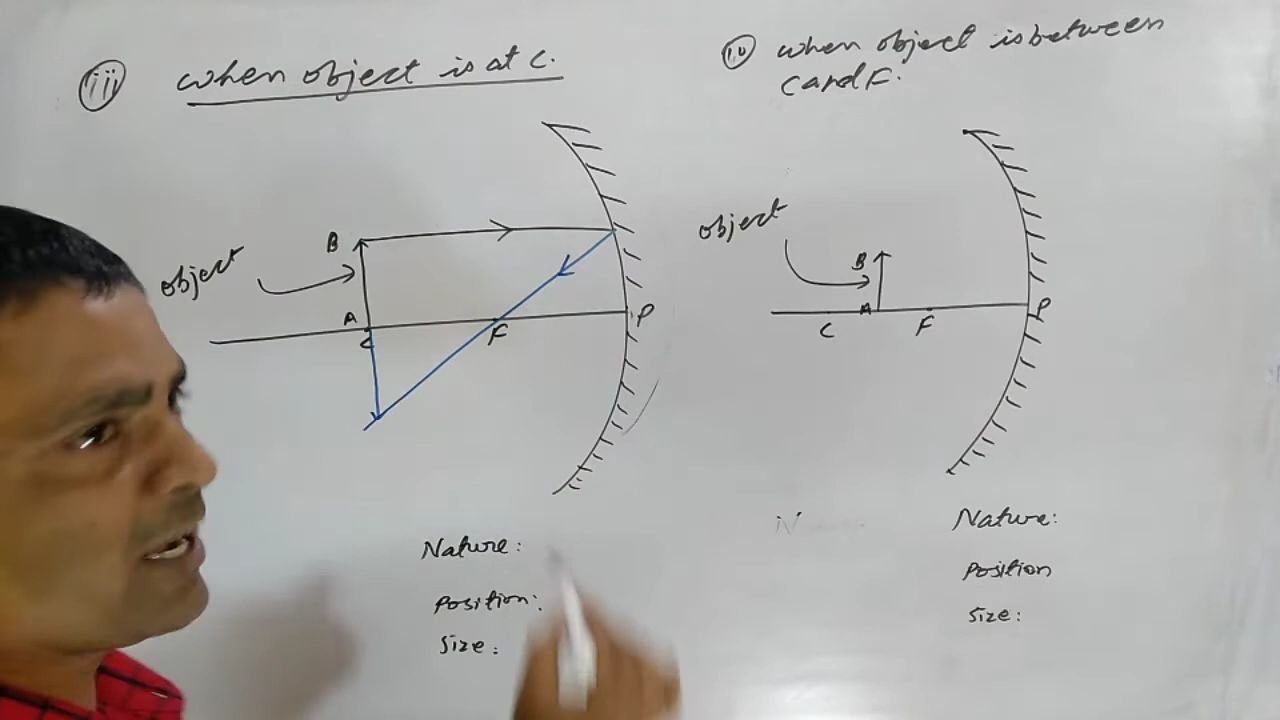 (iii) when object is at C.
object
B
A
C
F
P
Nature:
Position:
Size:
(iv) when object is between
C and F.
object
B
A
C
F
P
Nature:
Position
Size: